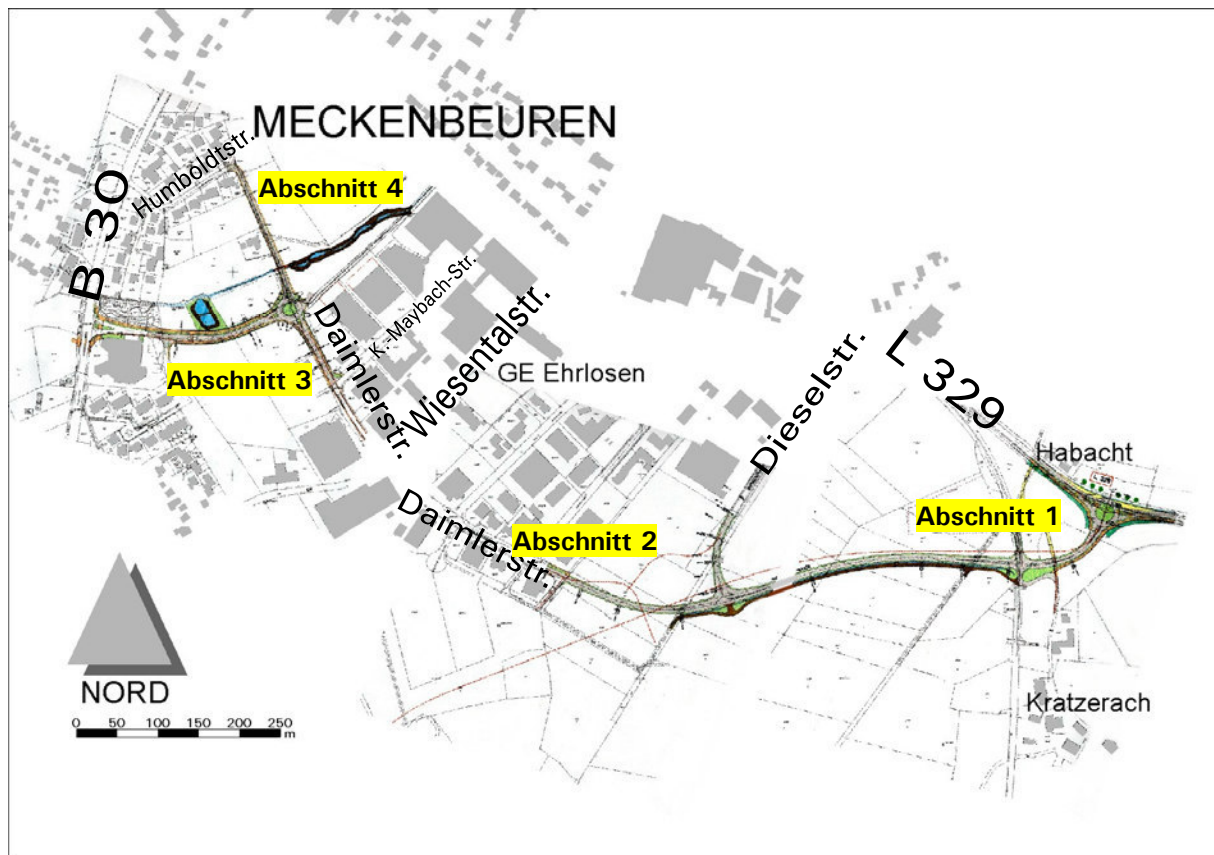 MECKENBEUREN
Humboldtstr.
Abschnitt 4
B 30
K.-Maybach-Str.
Daimlerstr.
Wiesentalstr.
Abschnitt 3
GE Ehrlosen
Dieselstr.
L 329
Habacht
L 329
Abschnitt 1
Daimlerstr.
Abschnitt 2
NORD
Kratzerach
0 50 100 150 200 250
m